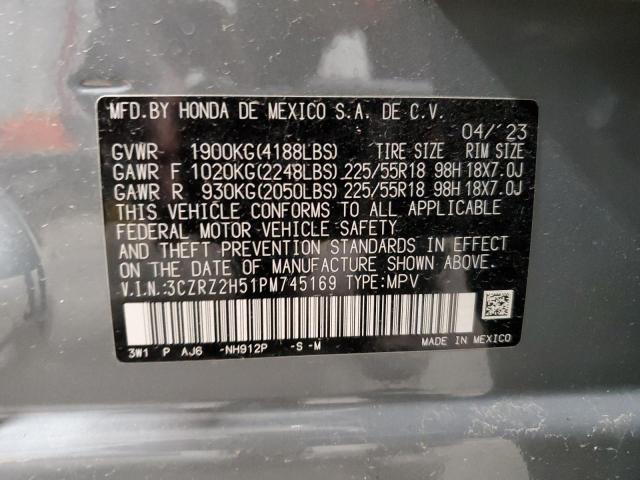 MFD.BY HONDA DE MEXICO S.A. DE C.V.
04/'23
GVWR 1900KG(4188LBS) TIRE SIZE RIM SIZE
GAWR F 1020KG(2248LBS).225/55R18 98H 18X7.0J
GAWR R 930KG(2050LBS)225/55R18 98H 18X7.0J
THIS VEHICLE CONFORMS TO ALL APPLICABLE
FEDERAL MOTOR VEHICLE SAFETY
AND THEFT PREVENTION STANDARDS IN EFFECT
ON THE DATE OF MANUFACTURE SHOWN ABOVE.
V.I.N.:3CZRZ2H51PM745169 TYPE:MPV
3W1 P AJ6 -NH912P -S-M
MADE IN MEXICO